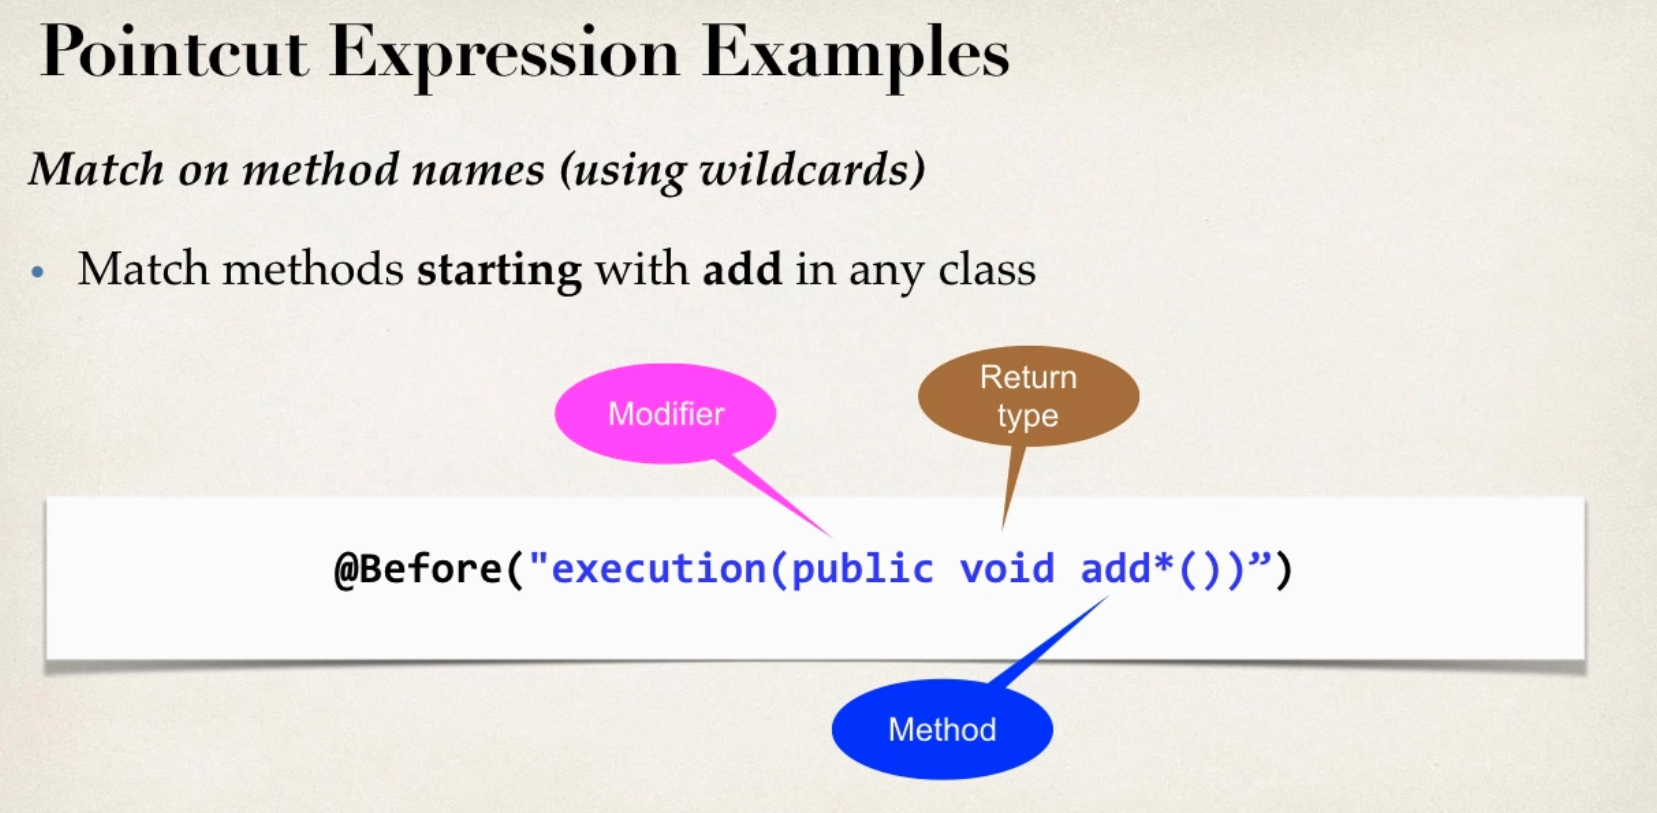 Pointcut Expression Examples
Match on method names (using wildcards)
• Match methods starting with add in any class
Modifier
Return
type
@Before("execution(public void add*())”)
Method